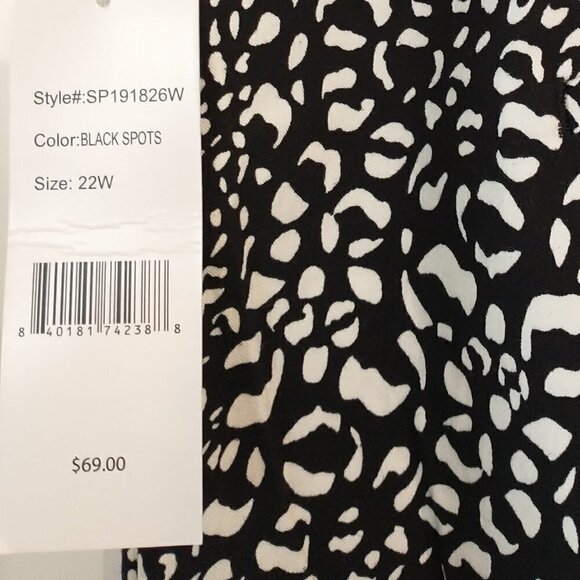 Style#:SP191826W
Color:BLACK SPOTS
Size: 22W
8 40181 74238 8
$69.00